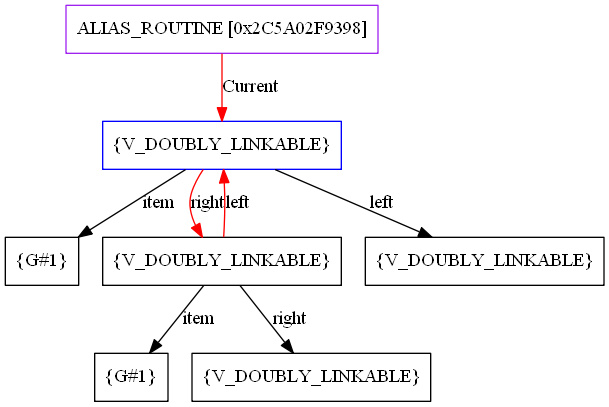 ALIAS_ROUTINE [0x2C5A02F9398]
Current
{V_DOUBLY_LINKABLE}
item
right
left
left
{G#1}
{V_DOUBLY_LINKABLE}
{V_DOUBLY_LINKABLE}
item
right
{G#1}
{V_DOUBLY_LINKABLE}